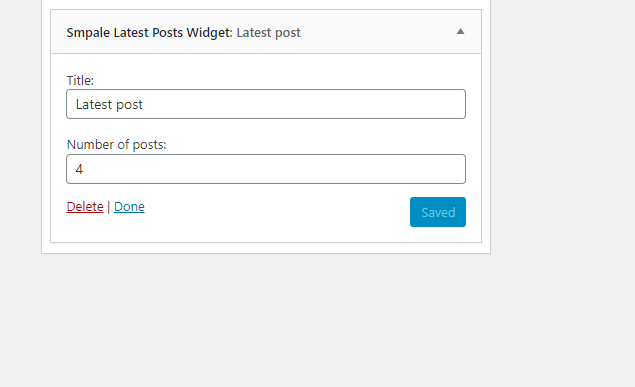 Smpale Latest Posts Widget: Latest post
Title:
Latest post
Number of posts:
4
Delete | Done
Saved